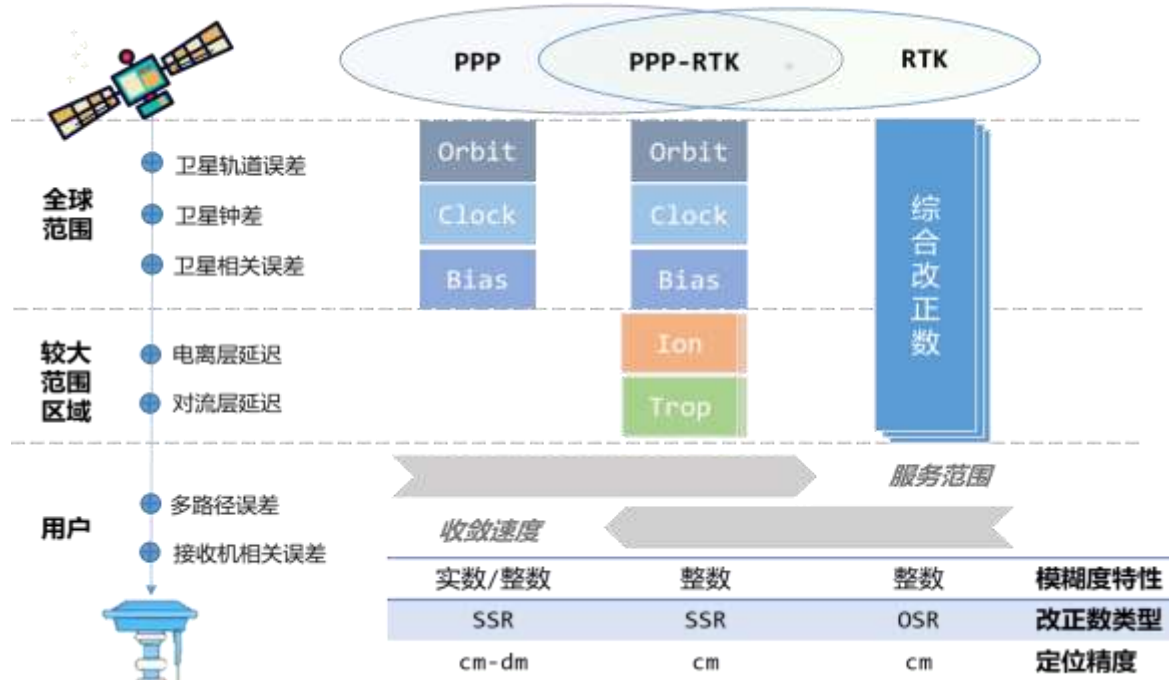 PPP
PPP-RTK
RTK
全球
范围
卫星轨道误差
卫星钟差
卫星相关误差
Orbit
Clock
Bias
Orbit
Clock
Bias
综合改正数
较大
范围
区域
电离层延迟
对流层延迟
Ion
Trop
用户
多路径误差
接收机相关误差
服务范围
收敛速度
实数/整数 整数 整数 模糊度特性
SSR SSR OSR 改正数类型
cm-dm cm cm 定位精度